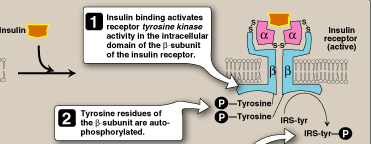 1 Insulin binding activates
receptor tyrosine kinase
activity in the intracellular
domain of the β-subunit
of the insulin receptor.
Insulin
S
S
S
S
S-S
α
α
β
β
Insulin
receptor
(active)
2 Tyrosine residues of
the β-subunit are auto-
phosphorylated.
P Tyrosine
P Tyrosine
IRS-tyr
IRS-tyr P